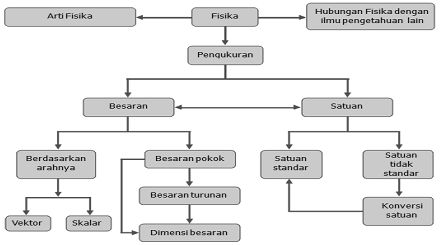 Arti Fisika
Fisika
Hubungan Fisika dengan
ilmu pengetahuan lain
Pengukuran
Besaran
Satuan
Berdasarkan
arahnya
Besaran pokok
Satuan
standar
Satuan
tidak
standar
Besaran turunan
Vektor
Skalar
Dimensi besaran
Konversi
satuan